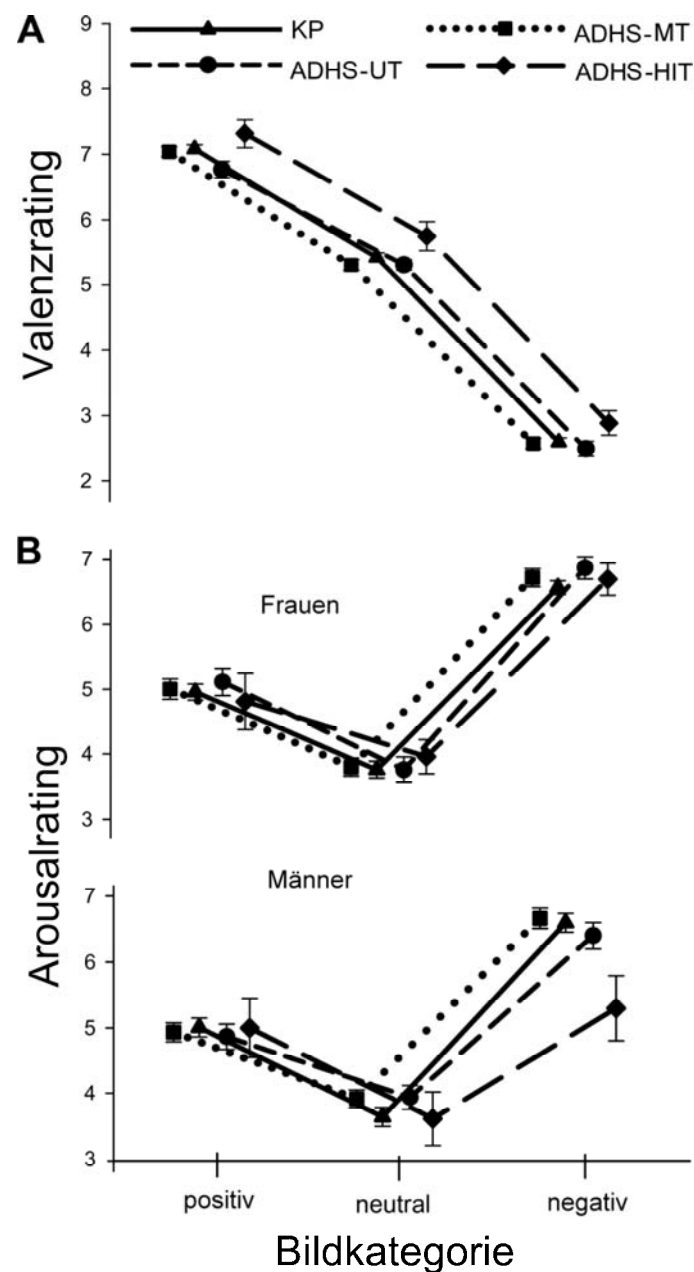 A
KP
ADHS-MT
ADHS-UT
ADHS-HIT
Valenzrating
9
8
7
6
5
4
3
2
B
Frauen
7
6
5
4
3
Arousalrating
Männer
7
6
5
4
3
positiv neutral negativ
Bildkategorie